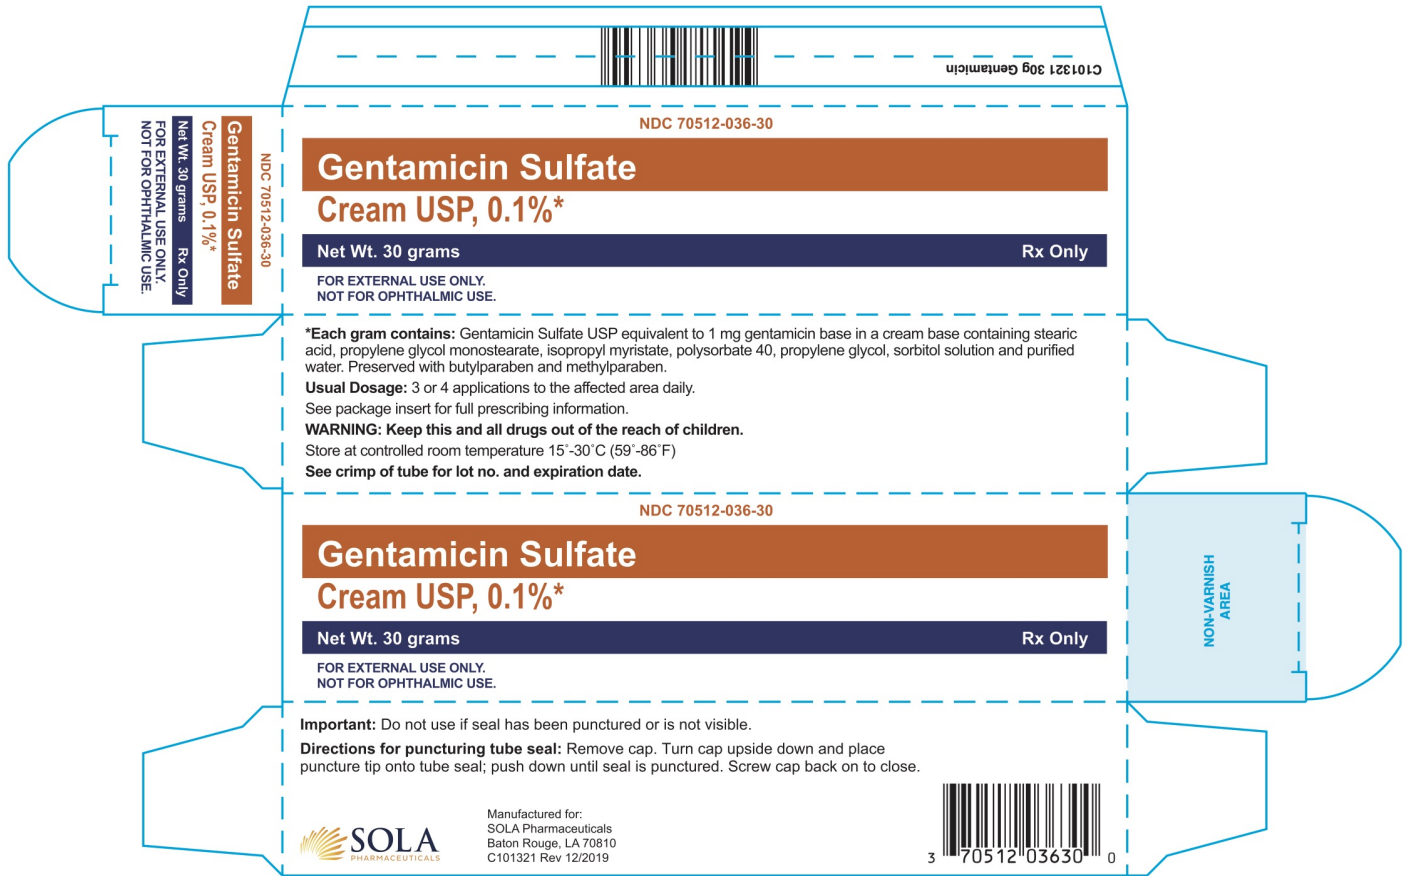 C101321 30g Gentamicin
NDC 70512-036-30
Gentamicin Sulfate
Cream USP, 0.1%*
Net Wt. 30 grams Rx Only
FOR EXTERNAL USE ONLY.
NOT FOR OPHTHALMIC USE.
NDC 70512-036-30
Gentamicin Sulfate
Cream USP, 0.1%*
Net Wt. 30 grams Rx Only
FOR EXTERNAL USE ONLY.
NOT FOR OPHTHALMIC USE.
*Each gram contains: Gentamicin Sulfate USP equivalent to 1 mg gentamicin base in a cream base containing stearic
acid, propylene glycol monostearate, isopropyl myristate, polysorbate 40, propylene glycol, sorbitol solution and purified
water. Preserved with butylparaben and methylparaben.
Usual Dosage: 3 or 4 applications to the affected area daily.
See package insert for full prescribing information.
WARNING: Keep this and all drugs out of the reach of children.
Store at controlled room temperature 15˚-30˚C (59˚-86˚F)
See crimp of tube for lot no. and expiration date.
NDC 70512-036-30
Gentamicin Sulfate
Cream USP, 0.1%*
Net Wt. 30 grams Rx Only
FOR EXTERNAL USE ONLY.
NOT FOR OPHTHALMIC USE.
NON-VARNISH
AREA
Important: Do not use if seal has been punctured or is not visible.
Directions for puncturing tube seal: Remove cap. Turn cap upside down and place
puncture tip onto tube seal; push down until seal is punctured. Screw cap back on to close.
SOLA
PHARMACEUTICALS
Manufactured for:
SOLA Pharmaceuticals
Baton Rouge, LA 70810
C101321 Rev 12/2019
3 70512 03630 0